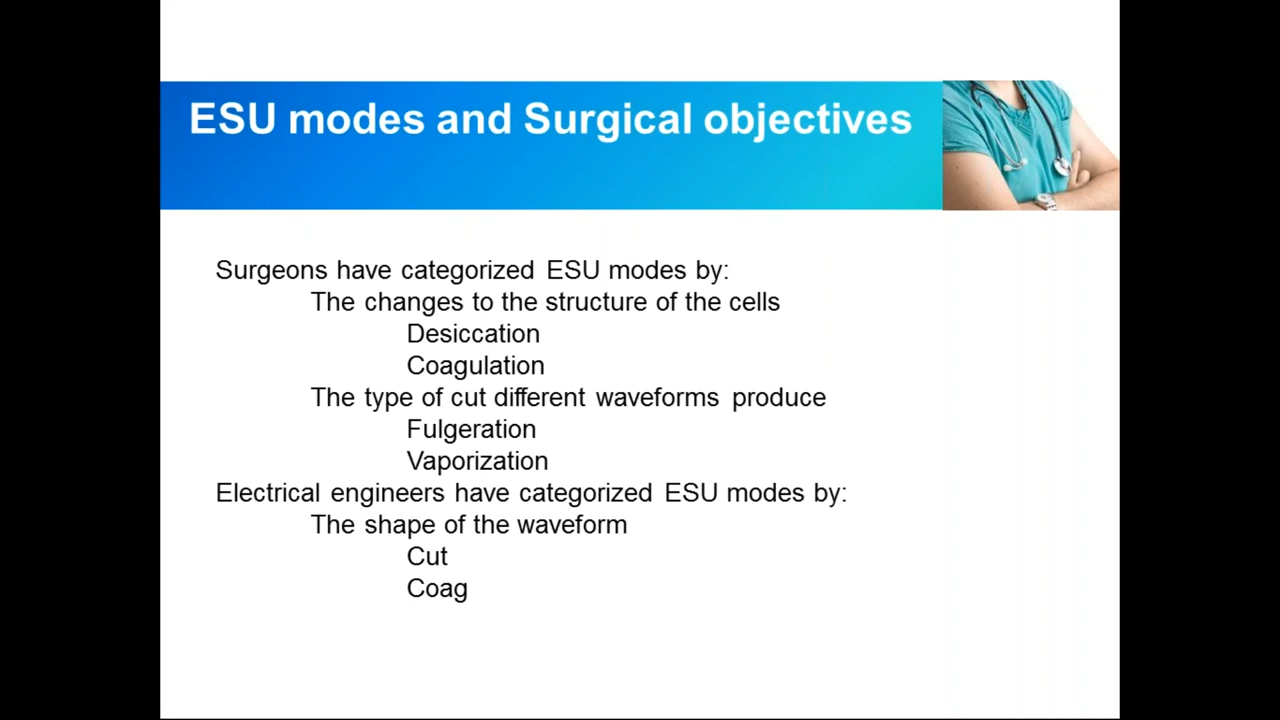 ESU modes and Surgical objectives
Surgeons have categorized ESU modes by:
The changes to the structure of the cells
Desiccation
Coagulation
The type of cut different waveforms produce
Fulgeration
Vaporization
Electrical engineers have categorized ESU modes by:
The shape of the waveform
Cut
Coag